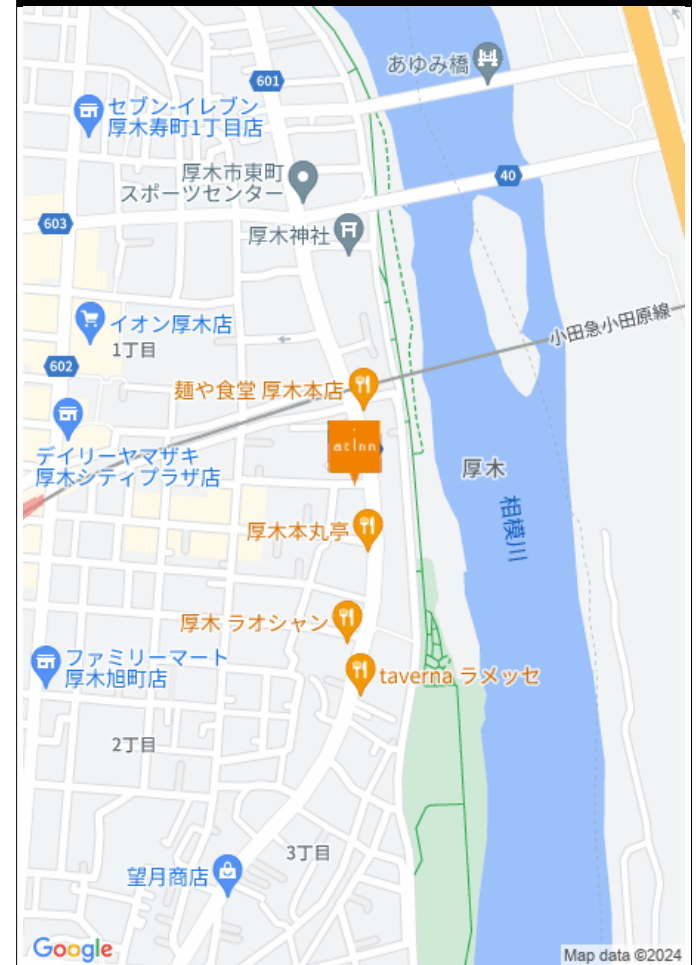 あゆみ橋
601
セブン-イレブン
厚木寿町1丁目店
厚木市東町
スポーツセンター
40
603
厚木神社
イオン厚木店
1丁目
小田急小田原線
602
麺や食堂 厚木本店
atinn
デイリーヤマザキ
厚木シティプラザ店
厚木
相模川
厚木本丸亭
厚木 ラオシャン
ファミリーマート
厚木旭町店
taverna ラメッセ
2丁目
3丁目
望月商店
Google
Map data ©2024